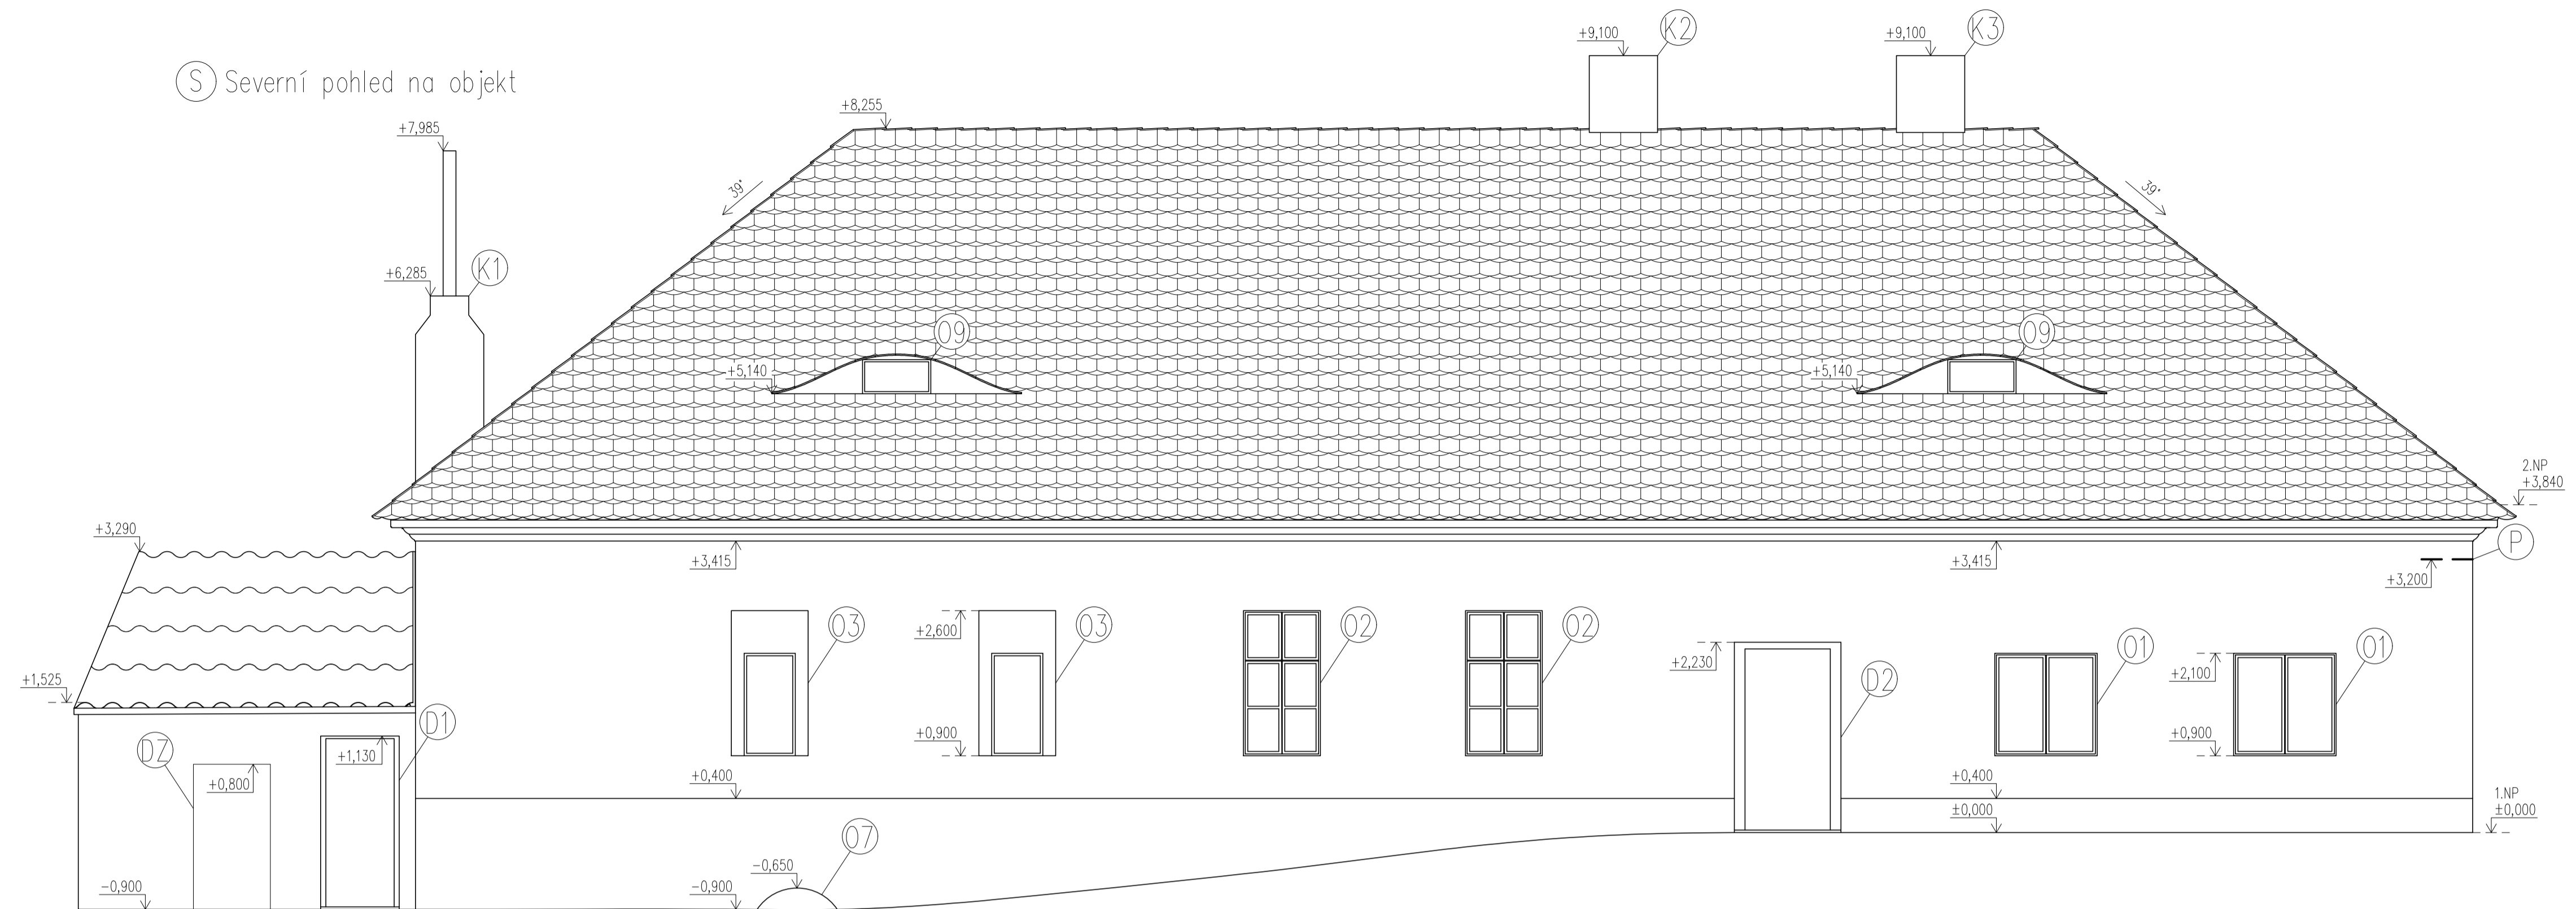 S Severní pohled na objekt
+9,100
K2
+9,100
K3
+8,255
+7,985
39°
39°
+6,285
K1
O9
+5,140
O9
+5,140
2.NP
+3,840
+3,290
+3,415
+3,415
P
+3,200
O3
+2,600
O3
O2
O2
+2,230
D2
O1
+2,100
O1
+1,525
D1
DZ
+1,130
+0,800
+0,900
+0,900
+0,400
+0,400
±0,000
1.NP
±0,000
O7
-0,650
-0,900
-0,900